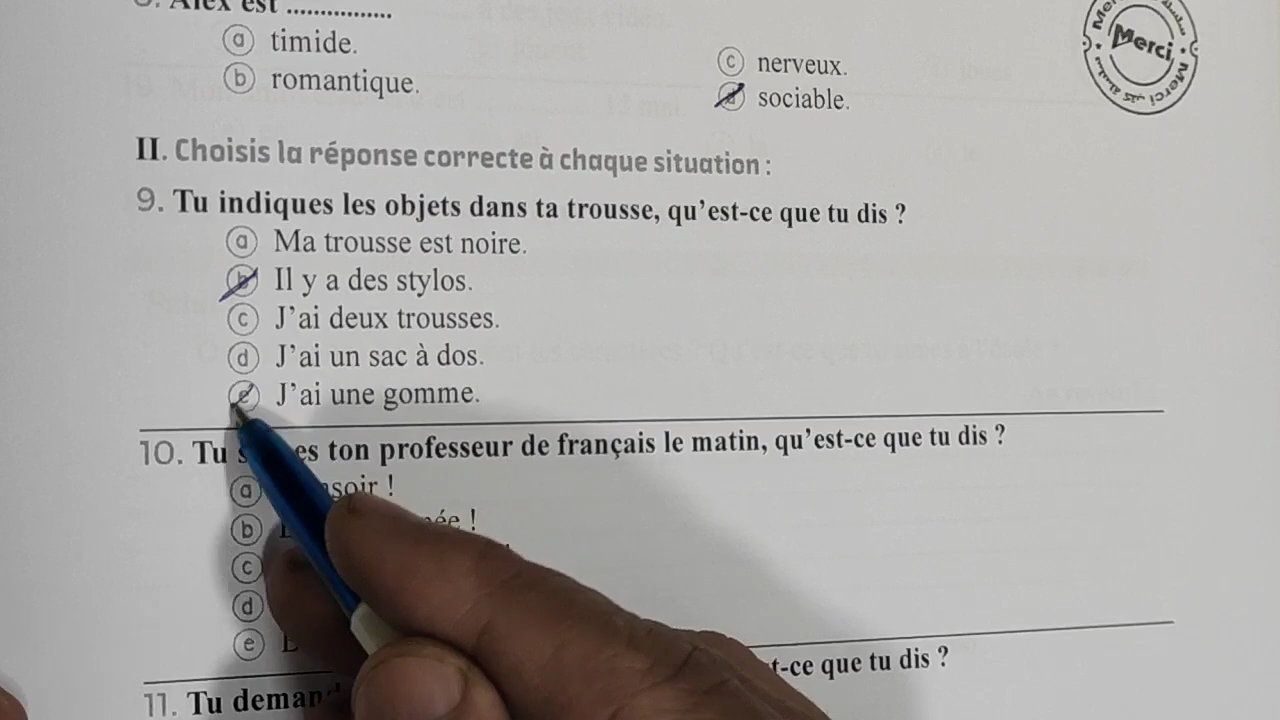 Alex est ................
ⓐ timide.
ⓑ romantique.
ⓒ nerveux.
ⓓ sociable.
Merci
Merci
II. Choisis la réponse correcte à chaque situation :
9. Tu indiques les objets dans ta trousse, qu'est-ce que tu dis ?
ⓐ Ma trousse est noire.
ⓑ Il y a des stylos.
ⓒ J'ai deux trousses.
ⓓ J'ai un sac à dos.
ⓔ J'ai une gomme.
10. Tu ton professeur de français le matin, qu'est-ce que tu dis ?
ⓐ soir !
ⓑ ée !
ⓒ
ⓓ
ⓔ
11. Tu deman t-ce que tu dis ?